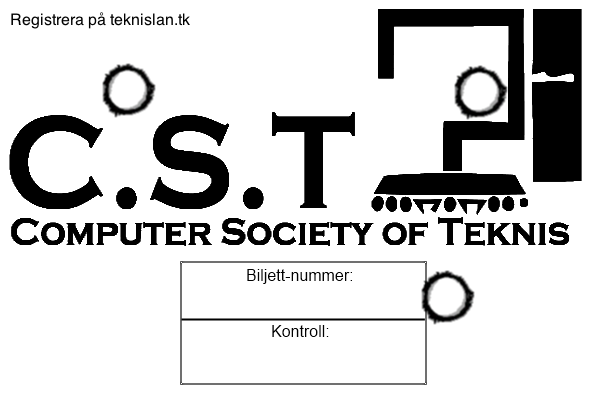 Registrera på teknislan.tk
C.S.T
COMPUTER SOCIETY OF TEKNIS
Biljett-nummer:
Kontroll: